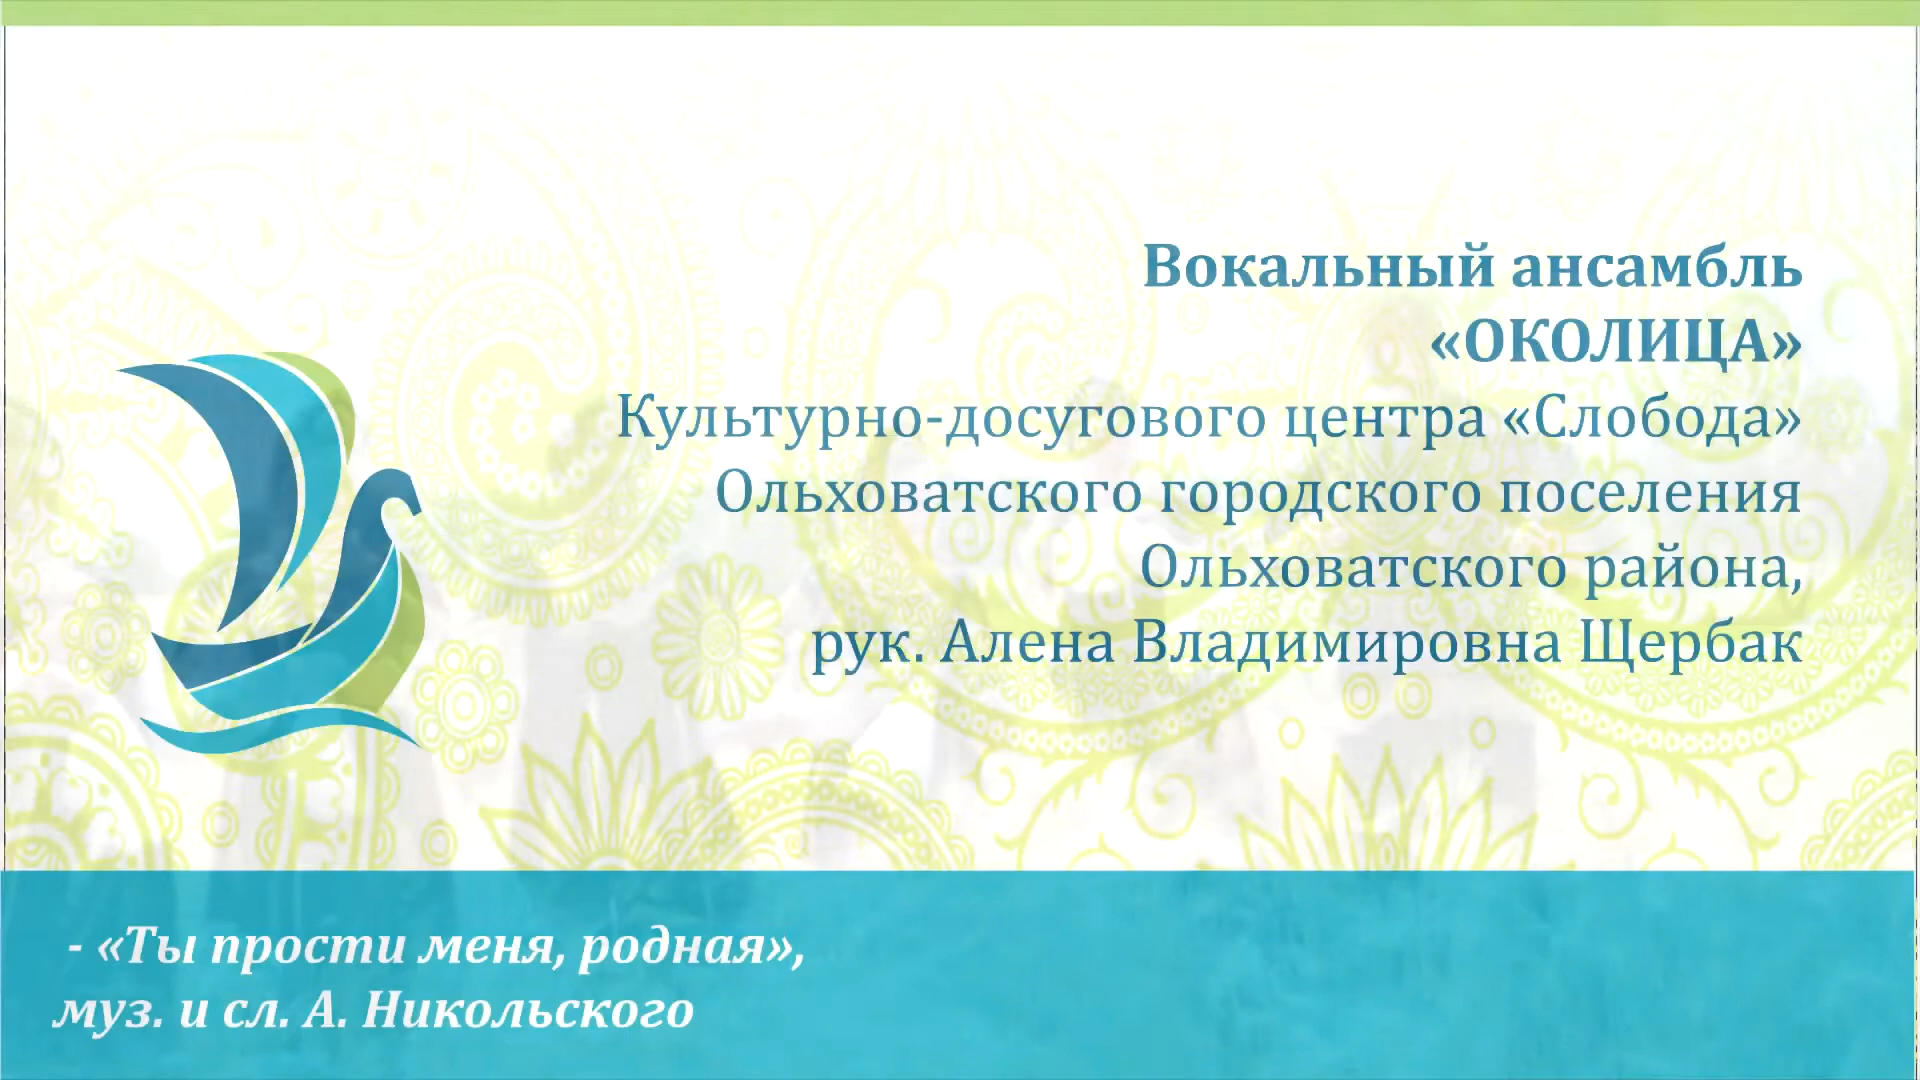 Вокальный ансамбль
«ОКОЛИЦА»
Культурно-досугового центра «Слобода»
Ольховатского городского поселения
Ольховатского района,
рук. Алена Владимировна Щербак
- «Ты прости меня, родная»,
муз. и сл. А. Никольского